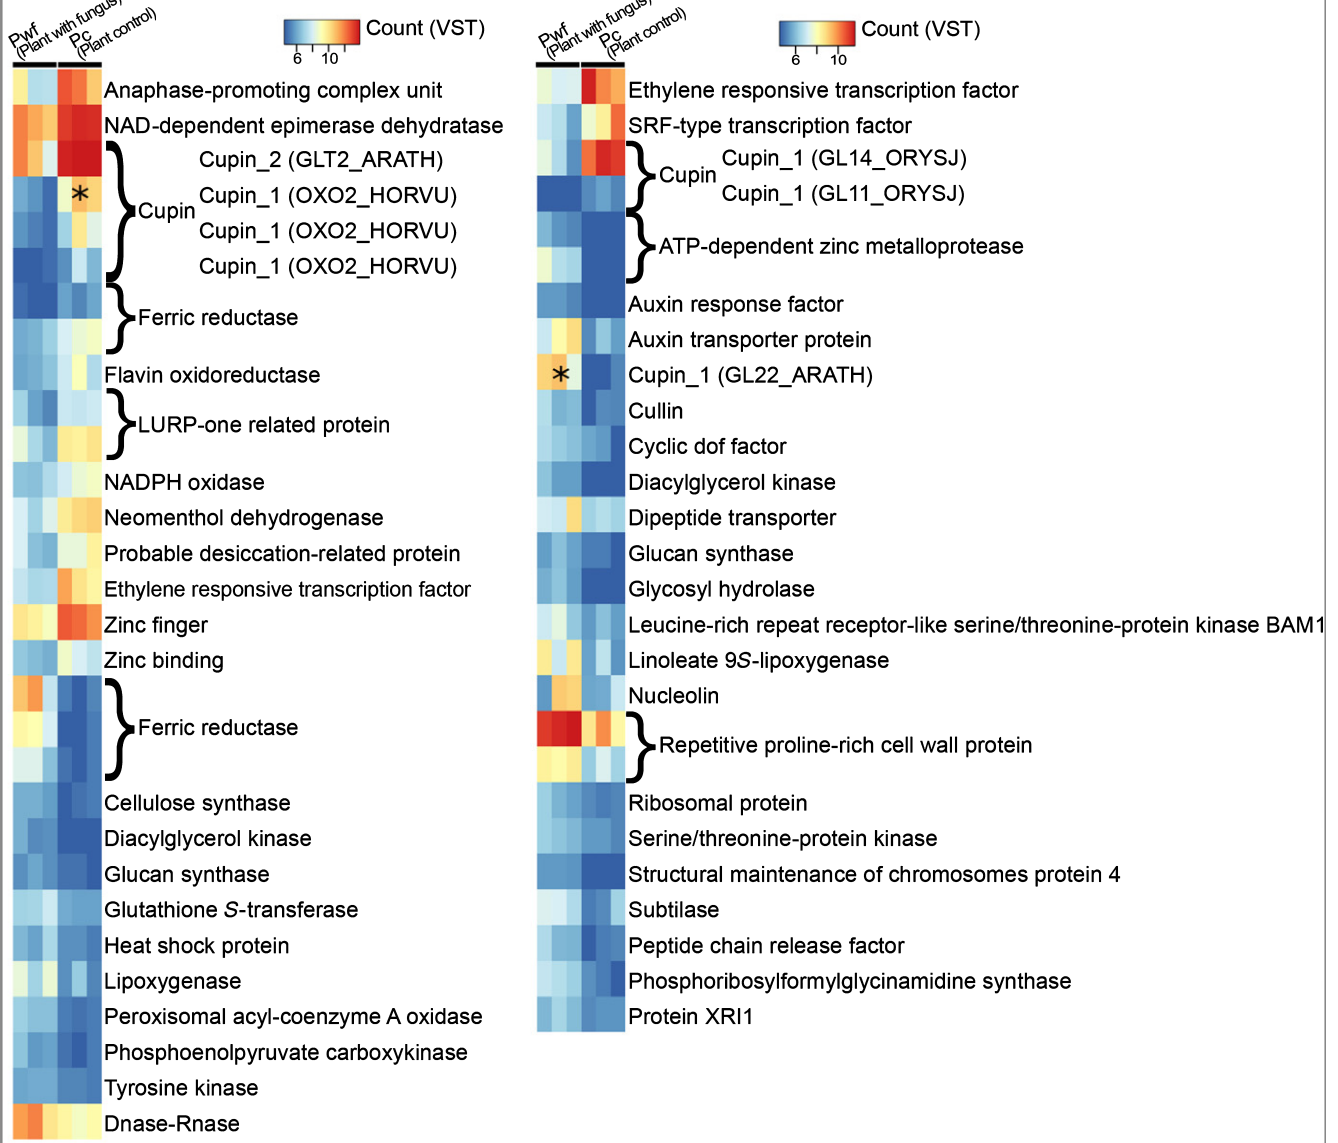 Pwf
(Plant with fungus)
Pc
(Plant control)
Count (VST)
6 10
Anaphase-promoting complex unit
NAD-dependent epimerase dehydratase
Cupin
Cupin_2 (GLT2_ARATH)
Cupin_1 (OXO2_HORVU)
*
Cupin_1 (OXO2_HORVU)
Cupin_1 (OXO2_HORVU)
Ferric reductase
Flavin oxidoreductase
LURP-one related protein
NADPH oxidase
Neomenthol dehydrogenase
Probable desiccation-related protein
Ethylene responsive transcription factor
Zinc finger
Zinc binding
Ferric reductase
Cellulose synthase
Diacylglycerol kinase
Glucan synthase
Glutathione S-transferase
Heat shock protein
Lipoxygenase
Peroxisomal acyl-coenzyme A oxidase
Phosphoenolpyruvate carboxykinase
Tyrosine kinase
Dnase-Rnase
Pwf
(Plant with fungus)
Pc
(Plant control)
Count (VST)
6 10
Ethylene responsive transcription factor
SRF-type transcription factor
Cupin
Cupin_1 (GL14_ORYSJ)
Cupin_1 (GL11_ORYSJ)
ATP-dependent zinc metalloprotease
Auxin response factor
Auxin transporter protein
*
Cupin_1 (GL22_ARATH)
Cullin
Cyclic dof factor
Diacylglycerol kinase
Dipeptide transporter
Glucan synthase
Glycosyl hydrolase
Leucine-rich repeat receptor-like serine/threonine-protein kinase BAM1
Linoleate 9S-lipoxygenase
Nucleolin
Repetitive proline-rich cell wall protein
Ribosomal protein
Serine/threonine-protein kinase
Structural maintenance of chromosomes protein 4
Subtilase
Peptide chain release factor
Phosphoribosylformylglycinamidine synthase
Protein XRI1